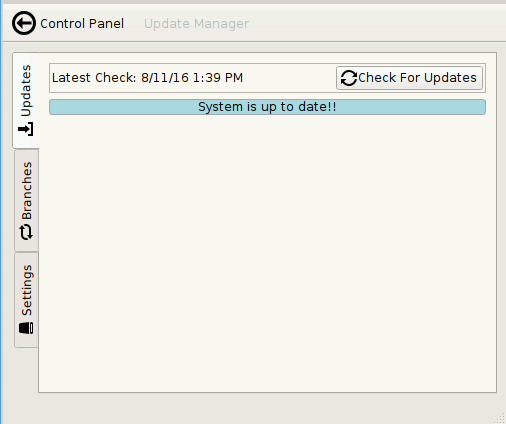 Control Panel Update Manager
Updates
Branches
Settings
Latest Check: 8/11/16 1:39 PM
Check For Updates
System is up to date!!